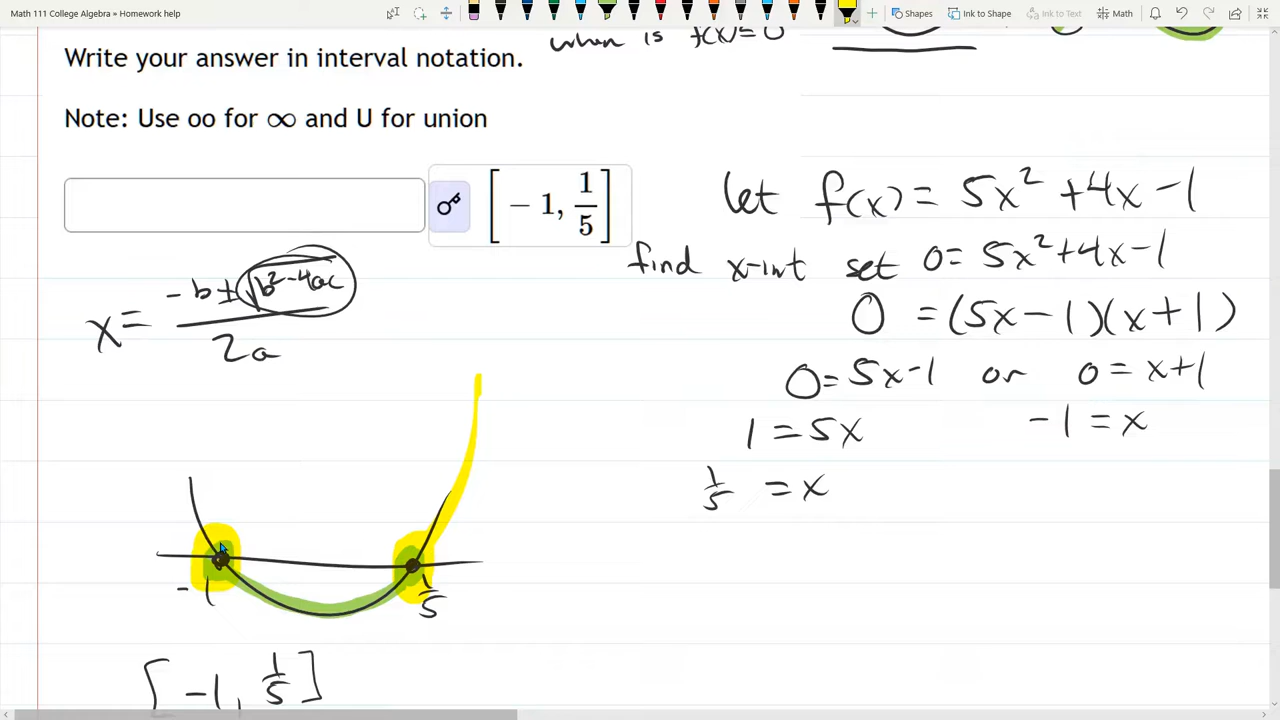 Math 111 College Algebra » Homework help
Shapes Ink to Shape Ink to Text Math
when is f(x)=0
Write your answer in interval notation.
Note: Use oo for ∞ and U for union
[-1, 1/5]
let f(x) = 5x² + 4x - 1
find x-int set 0 = 5x² + 4x - 1
0 = (5x - 1)(x + 1)
0 = 5x - 1 or 0 = x + 1
1 = 5x -1 = x
1/5 = x
x = -b ± √b² - 4ac / 2a
-1 1/5
[-1, 1/5]